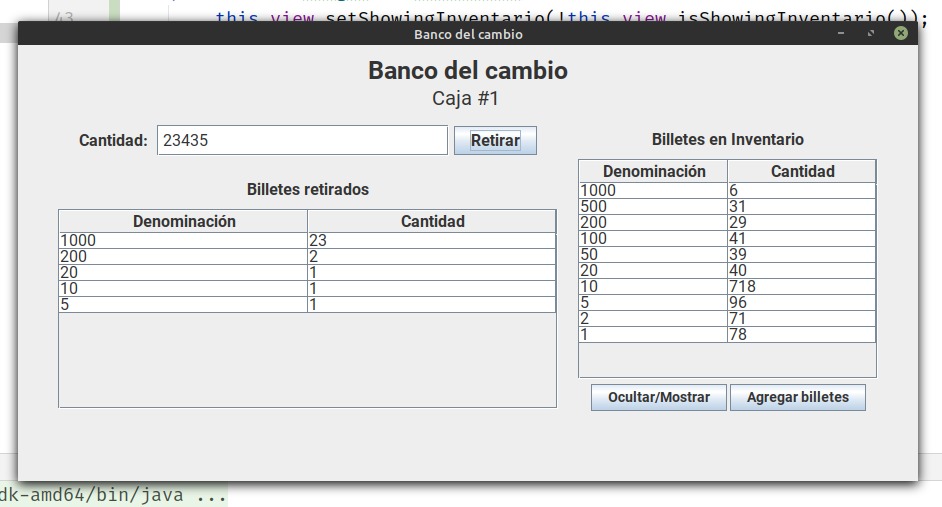 43 this.view.setShowingInventario(!this.view.isShowingInventario());
Banco del cambio
Banco del cambio
Caja #1
Cantidad: 23435 Retirar
Billetes retirados
Denominación Cantidad
1000 23
200 2
20 1
10 1
5 1
Billetes en Inventario
Denominación Cantidad
1000 6
500 31
200 29
100 41
50 39
20 40
10 718
5 96
2 71
1 78
Ocultar/Mostrar Agregar billetes
dk-amd64/bin/java ...